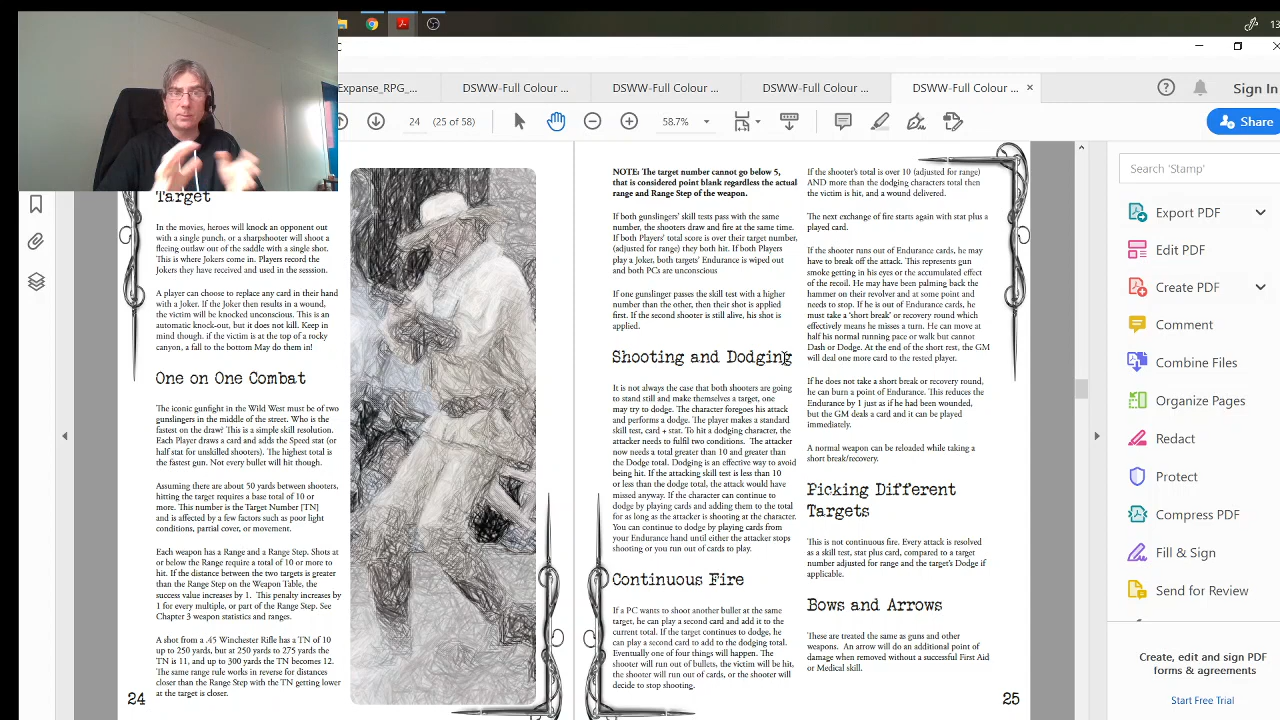 13
Expanse_RPG_...
DSWW-Full Colour ...
DSWW-Full Colour ...
DSWW-Full Colour ...
DSWW-Full Colour ...
Sign In
24
(25 of 58)
58.7%
Share
Target
In the movies, heroes will knock an opponent out
with a single punch, or a sharpshooter will shoot a
fleeing outlaw out of the saddle with a single shot.
This is where Jokers come in. Players record the
Jokers they have received and used in the session.
A player can choose to replace any card in their hand
with a Joker. If the Joker then results in a wound,
the victim will be knocked unconscious. This is an
automatic knock-out, but it does not kill. Keep in
mind though. if the victim is at the top of a rocky
canyon, a fall to the bottom May do them in!
One on One Combat
The iconic gunfight in the Wild West must be of two
gunslingers in the middle of the street. Who is the
fastest on the draw? This is a simple skill resolution.
Each Player draws a card and adds the Speed stat (or
half stat for unskilled shooters). The highest total is
the fastest gun. Not every bullet will hit though.
Assuming there are about 50 yards between shooters,
hitting the target requires a base total of 10 or
more. This number is the Target Number [TN]
and is affected by a few factors such as poor light
conditions, partial cover, or movement.
Each weapon has a Range and a Range Step. Shots at
or below the Range require a total of 10 or more to
hit. If the distance between the two targets is greater
than the Range Step on the Weapon Table, the
success value increases by 1. This penalty increases by
1 for every multiple, or part of the Range Step. See
Chapter 3 weapon statistics and ranges.
A shot from a .45 Winchester Rifle has a TN of 10
up to 250 yards, but at 250 yards to 275 yards the
TN is 11, and up to 300 yards the TN becomes 12.
The same range rule works in reverse for distances
closer than the Range Step with the TN getting lower
at the target is closer.
24
NOTE: The target number cannot go below 5,
that is considered point blank regardless the actual
range and Range Step of the weapon.
If both gunslingers' skill tests pass with the same
number, the shooters draw and fire at the same time.
If both Players' total score is over their target number,
(adjusted for range) they both hit. If both Players
play a Joker, both targets' Endurance is wiped out
and both PCs are unconscious
If one gunslinger passes the skill test with a higher
number than the other, then their shot is applied
first. If the second shooter is still alive, his shot is
applied.
Shooting and Dodging
It is not always the case that both shooters are going
to stand still and make themselves a target, one
may try to dodge. The character foregoes his attack
and performs a dodge. The player makes a standard
skill test, card + stat. To hit a dodging character, the
attacker needs to fulfil two conditions. The attacker
now needs a total greater than 10 and greater than
the Dodge total. Dodging is an effective way to avoid
being hit. If the attacking skill test is less than 10
or less than the dodge total, the attack would have
missed anyway. If the character can continue to
dodge by playing cards and adding them to the total
for as long as the attacker is shooting at the character.
You can continue to dodge by playing cards from
your Endurance hand until either the attacker stops
shooting or you run out of cards to play.
Continuous Fire
If a PC wants to shoot another bullet at the same
target, he can play a second card and add it to the
current total. If the target continues to dodge, he
can play a second card to add to the dodging total.
Eventually one of four things will happen. The
shooter will run out of bullets, the victim will be hit,
the shooter will run out of cards, or the shooter will
decide to stop shooting.
If the shooter's total is over 10 (adjusted for range)
AND more than the dodging characters total then
the victim is hit, and a wound delivered.
The next exchange of fire starts again with stat plus a
played card.
If the shooter runs out of Endurance cards, he may
have to break off the attack. This represents gun
smoke getting in his eyes or the accumulated effect
of the recoil. He may have been palming back the
hammer on their revolver and at some point and
needs to stop. If he is out of Endurance cards, he
must take a 'short break' or recovery round which
effectively means he misses a turn. He can move at
half his normal running pace or walk but cannot
Dash or Dodge. At the end of the short rest, the GM
will deal one more card to the rested player.
If he does not take a short break or recovery round,
he can burn a point of Endurance. This reduces the
Endurance by 1 just as if he had been wounded,
but the GM deals a card and it can be played
immediately.
A normal weapon can be reloaded while taking a
short break/recovery.
Picking Different
Targets
This is not continuous fire. Every attack is resolved
as a skill test, stat plus card, compared to a target
number adjusted for range and the target's Dodge if
applicable.
Bows and Arrows
These are treated the same as guns and other
weapons. An arrow will do an additional point of
damage when removed without a successful First Aid
or Medical skill.
25
Search 'Stamp'
Export PDF
Edit PDF
Create PDF
Comment
Combine Files
Organize Pages
Redact
Protect
Compress PDF
Fill & Sign
Send for Review
Create, edit and sign PDF
forms & agreements
Start Free Trial